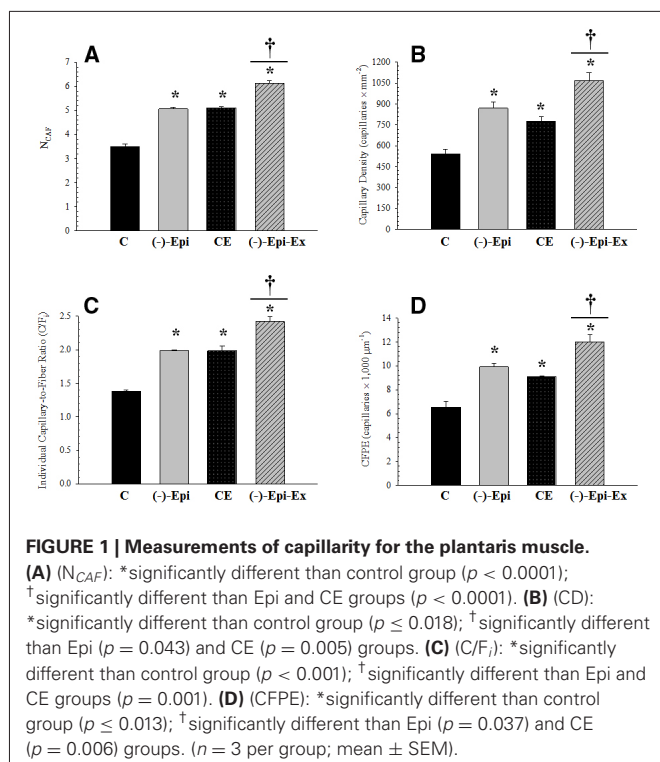 A
N_CAF
7
6
5
4
3
2
1
0
*
*
*
†
C (-)-Epi CE (-)-Epi-Ex
B
Capillary Density (capillaries × mm⁻²)
1200
1050
900
750
600
450
300
150
0
*
*
*
†
C (-)-Epi CE (-)-Epi-Ex
C
Individual Capillary-to-Fiber Ratio (C/Fᵢ)
2.5
2.0
1.5
1.0
0.5
0.0
*
*
*
†
C (-)-Epi CE (-)-Epi-Ex
D
CFPE (capillaries × 1,000 μm⁻¹)
14
12
10
8
6
4
2
0
*
*
*
†
C (-)-Epi CE (-)-Epi-Ex
FIGURE 1 | Measurements of capillarity for the plantaris muscle.
(A) (N_CAF): *significantly different than control group (p < 0.0001);
†significantly different than Epi and CE groups (p < 0.0001). (B) (CD):
*significantly different than control group (p ≤ 0.018); †significantly different
than Epi (p = 0.043) and CE (p = 0.005) groups. (C) (C/Fᵢ): *significantly
different than control group (p < 0.001); †significantly different than Epi and
CE groups (p = 0.001). (D) (CFPE): *significantly different than control
group (p ≤ 0.013); †significantly different than Epi (p = 0.037) and CE
(p = 0.006) groups. (n = 3 per group; mean ± SEM).